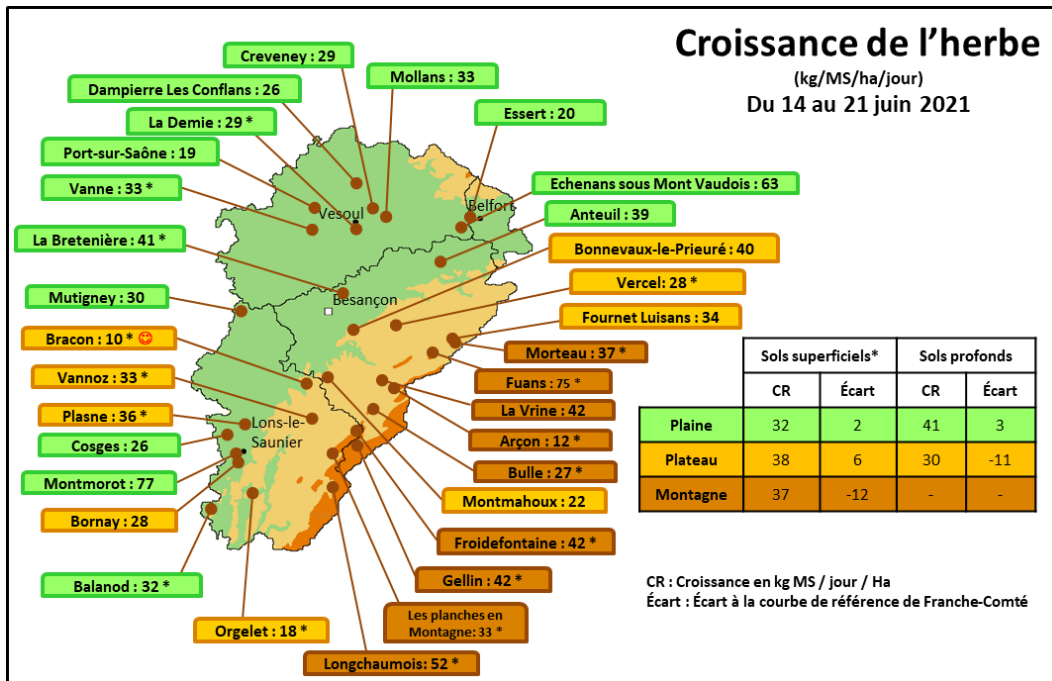 Croissance de l’herbe
(kg/MS/ha/jour)
Du 14 au 21 juin 2021
Creveney : 29
Mollans : 33
Dampierre Les Conflans : 26
Essert : 20
La Demie : 29 *
Port-sur-Saône : 19
Echenans sous Mont Vaudois : 63
Vanne : 33 *
Vesoul
Belfort
Anteuil : 39
La Bretenière : 41 *
Bonnevaux-le-Prieuré : 40
Vercel: 28 *
Mutigney : 30
Besançon
Fournet Luisans : 34
Bracon : 10 *
Morteau : 37 *
Vannoz : 33 *
Fuans : 75 *
Plasne : 36 *
La Vrine : 42
Lons-le-
Saunier
Cosges : 26
Arçon : 12 *
Montmorot : 77
Bulle : 27 *
Bornay : 28
Montmahoux : 22
Froidefontaine : 42 *
Balanod : 32 *
Gellin : 42 *
Orgelet : 18 *
Les planches en
Montagne: 33 *
Longchaumois: 52 *
Sols superficiels* Sols profonds
CR Écart CR Écart
Plaine 32 2 41 3
Plateau 38 6 30 -11
Montagne 37 -12 - -
CR : Croissance en kg MS / jour / Ha
Écart : Écart à la courbe de référence de Franche-Comté